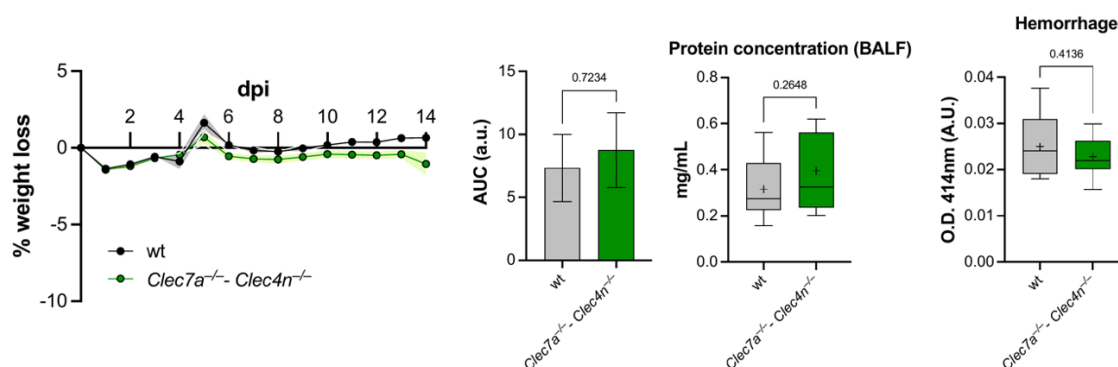 5
0
-5
-10
% weight loss
dpi
2 4 6 8 10 12 14
wt
Clec7a–/–- Clec4n–/–
15
10
5
0
AUC (a.u.)
0.7234
wt
Clec7a–/–- Clec4n–/–
Protein concentration (BALF)
0.8
0.6
0.4
0.2
0.0
mg/mL
0.2648
wt
Clec7a–/–- Clec4n–/–
Hemorrhage
0.04
0.03
0.02
0.01
0.00
O.D. 414nm (A.U.)
0.4136
wt
Clec7a–/–- Clec4n–/–